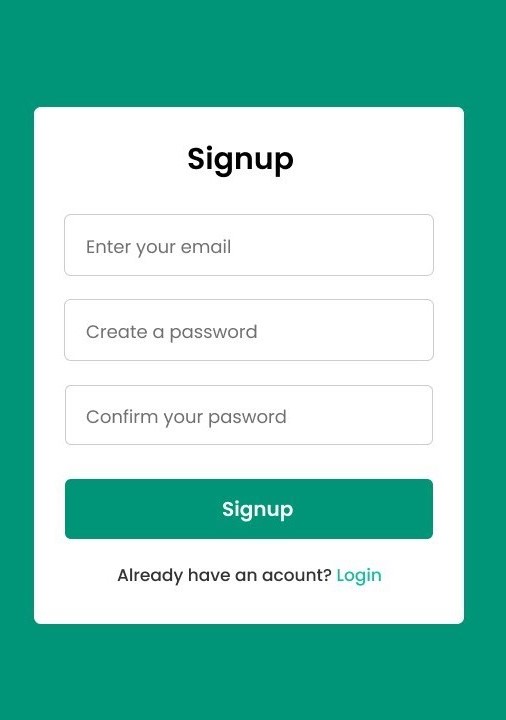 Signup
Enter your email
Create a password
Confirm your pasword
Signup
Already have an acount? Login